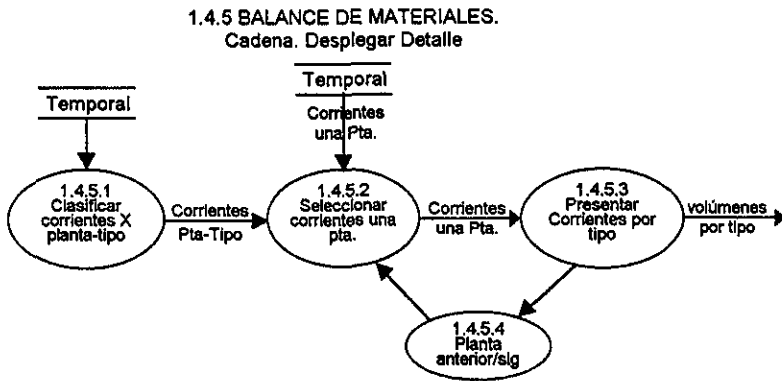 1.4.5 BALANCE DE MATERIALES.
Cadena. Desplegar Detalle
Temporal
Temporal
Corrientes
una Pta.
1.4.5.1
Clasificar
corrientes X
planta-tipo
Corrientes
Pta-Tipo
1.4.5.2
Seleccionar
corrientes una
pta.
Corrientes
una Pta.
1.4.5.3
Presentar
Corrientes por
tipo
volúmenes
por tipo
1.4.5.4
Planta
anterior/sig